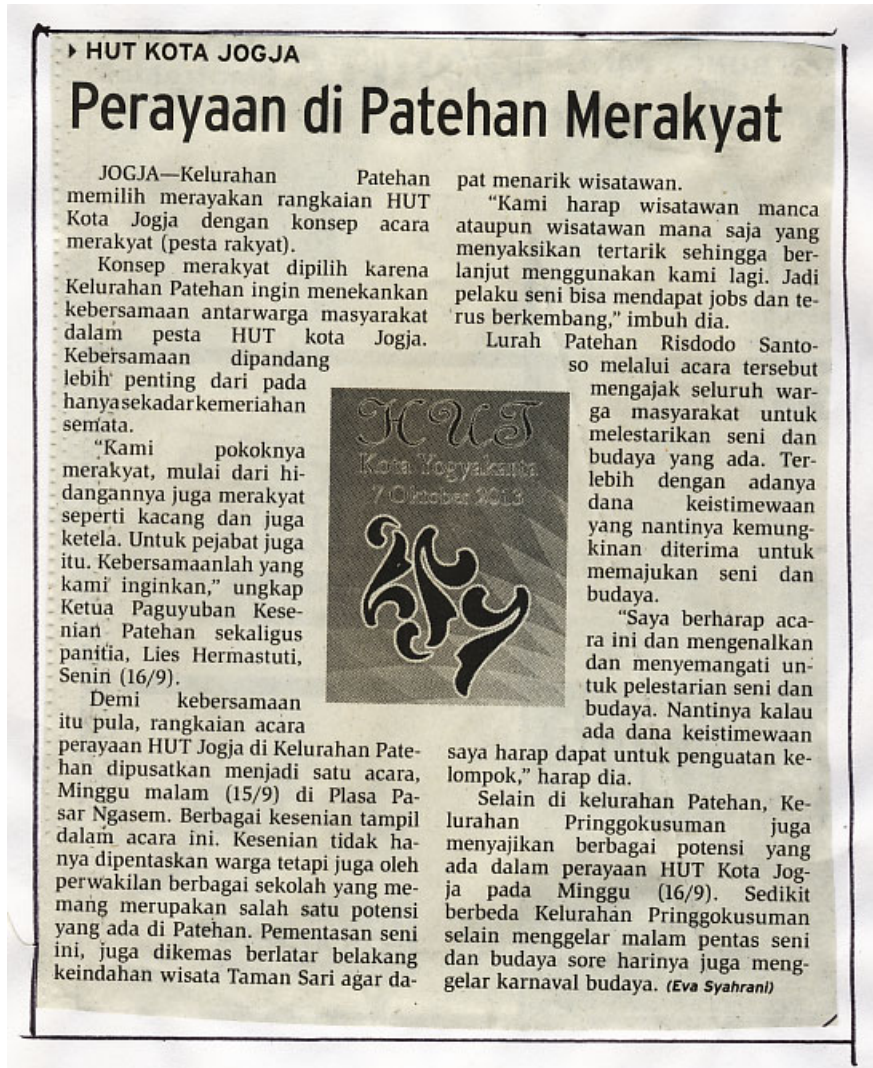 HUT KOTA JOGJA
Perayaan di Patehan Merakyat
JOGJA—Kelurahan Patehan
memilih merayakan rangkaian HUT
Kota Jogja dengan konsep acara
merakyat (pesta rakyat).
Konsep merakyat dipilih karena
Kelurahan Patehan ingin menekankan
kebersamaan antarwarga masyarakat
dalam pesta HUT kota Jogja.
Kebersamaan dipandang
lebih penting dari pada
hanya sekadar kemeriahan
semata.
“Kami pokoknya
merakyat, mulai dari hi-
dangannya juga merakyat
seperti kacang dan juga
ketela. Untuk pejabat juga
itu. Kebersamaanlah yang
kami inginkan,” ungkap
Ketua Paguyuban Kese-
nian Patehan sekaligus
panitia, Lies Hermastuti,
Senin (16/9).
Demi kebersamaan
itu pula, rangkaian acara
perayaan HUT Jogja di Kelurahan Pate-
han dipusatkan menjadi satu acara,
Minggu malam (15/9) di Plasa Pa-
sar Ngasem. Berbagai kesenian tampil
dalam acara ini. Kesenian tidak ha-
nya dipentaskan warga tetapi juga oleh
perwakilan berbagai sekolah yang me-
mang merupakan salah satu potensi
yang ada di Patehan. Pementasan seni
ini, juga dikemas berlatar belakang
keindahan wisata Taman Sari agar da-
pat menarik wisatawan.
“Kami harap wisatawan manca
ataupun wisatawan mana saja yang
menyaksikan tertarik sehingga ber-
lanjut menggunakan kami lagi. Jadi
pelaku seni bisa mendapat jobs dan te-
rus berkembang,” imbuh dia.
Lurah Patehan Risdodo Santo-
so melalui acara tersebut
mengajak seluruh war-
ga masyarakat untuk
melestarikan seni dan
budaya yang ada. Ter-
lebih dengan adanya
dana keistimewaan
yang nantinya kemung-
kinan diterima untuk
memajukan seni dan
budaya.
“Saya berharap aca-
ra ini dan mengenalkan
dan menyemangati un-
tuk pelestarian seni dan
budaya. Nantinya kalau
ada dana keistimewaan
saya harap dapat untuk penguatan ke-
lompok,” harap dia.
Selain di kelurahan Patehan, Ke-
lurahan Pringgokusuman juga
menyajikan berbagai potensi yang
ada dalam perayaan HUT Kota Jog-
ja pada Minggu (16/9). Sedikit
berbeda Kelurahan Pringgokusuman
selain menggelar malam pentas seni
dan budaya sore harinya juga meng-
gelar karnaval budaya. (Eva Syahrani)
HUT
Kota Yogyakarta
7 Oktober 2013